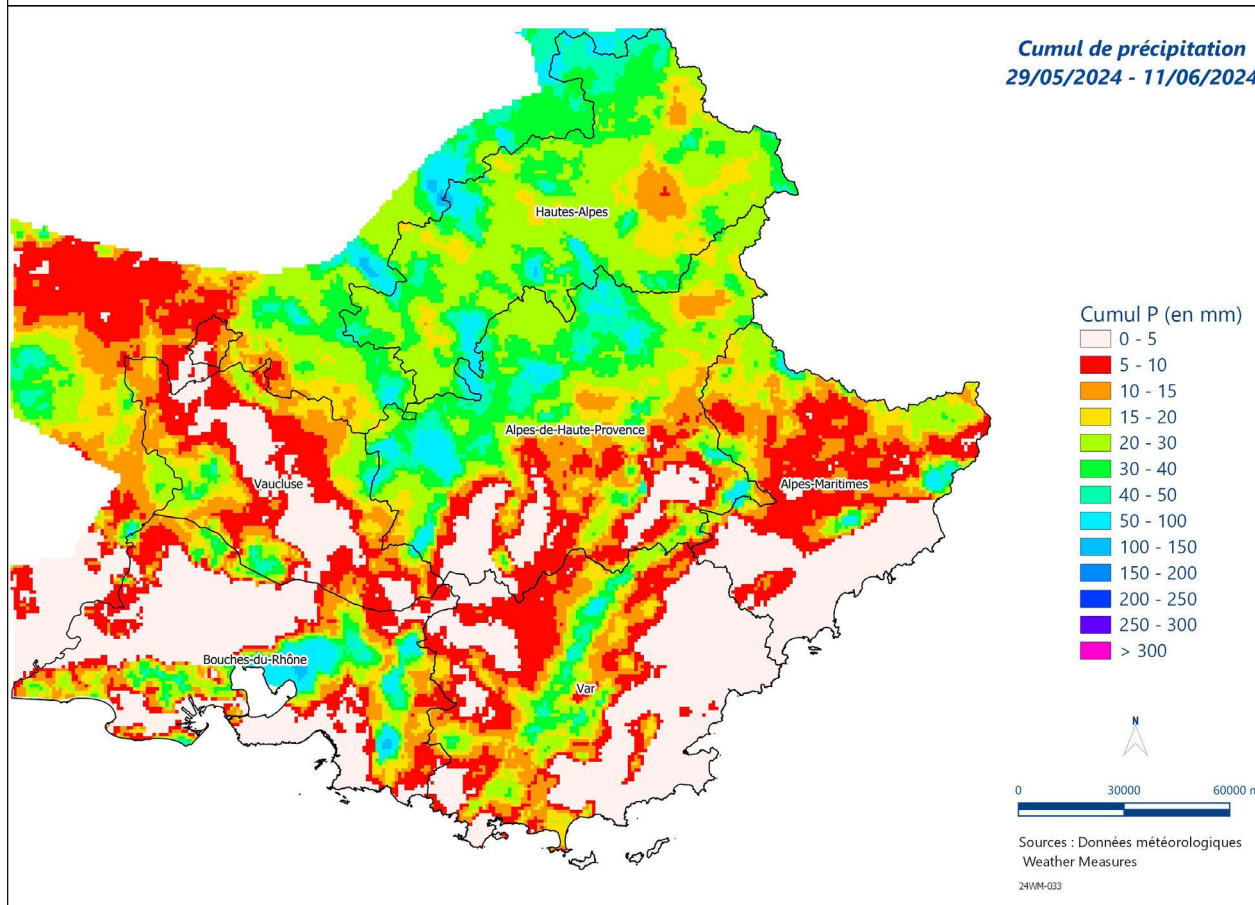 Cumul de précipitation
29/05/2024 - 11/06/2024
Hautes-Alpes
Alpes-de-Haute-Provence
Vaucluse
Alpes-Maritimes
Bouches-du-Rhône
Var
Cumul P (en mm)
0 - 5
5 - 10
10 - 15
15 - 20
20 - 30
30 - 40
40 - 50
50 - 100
100 - 150
150 - 200
200 - 250
250 - 300
> 300
N
0 30000 60000 m
Sources : Données météorologiques
Weather Measures
24WM-033